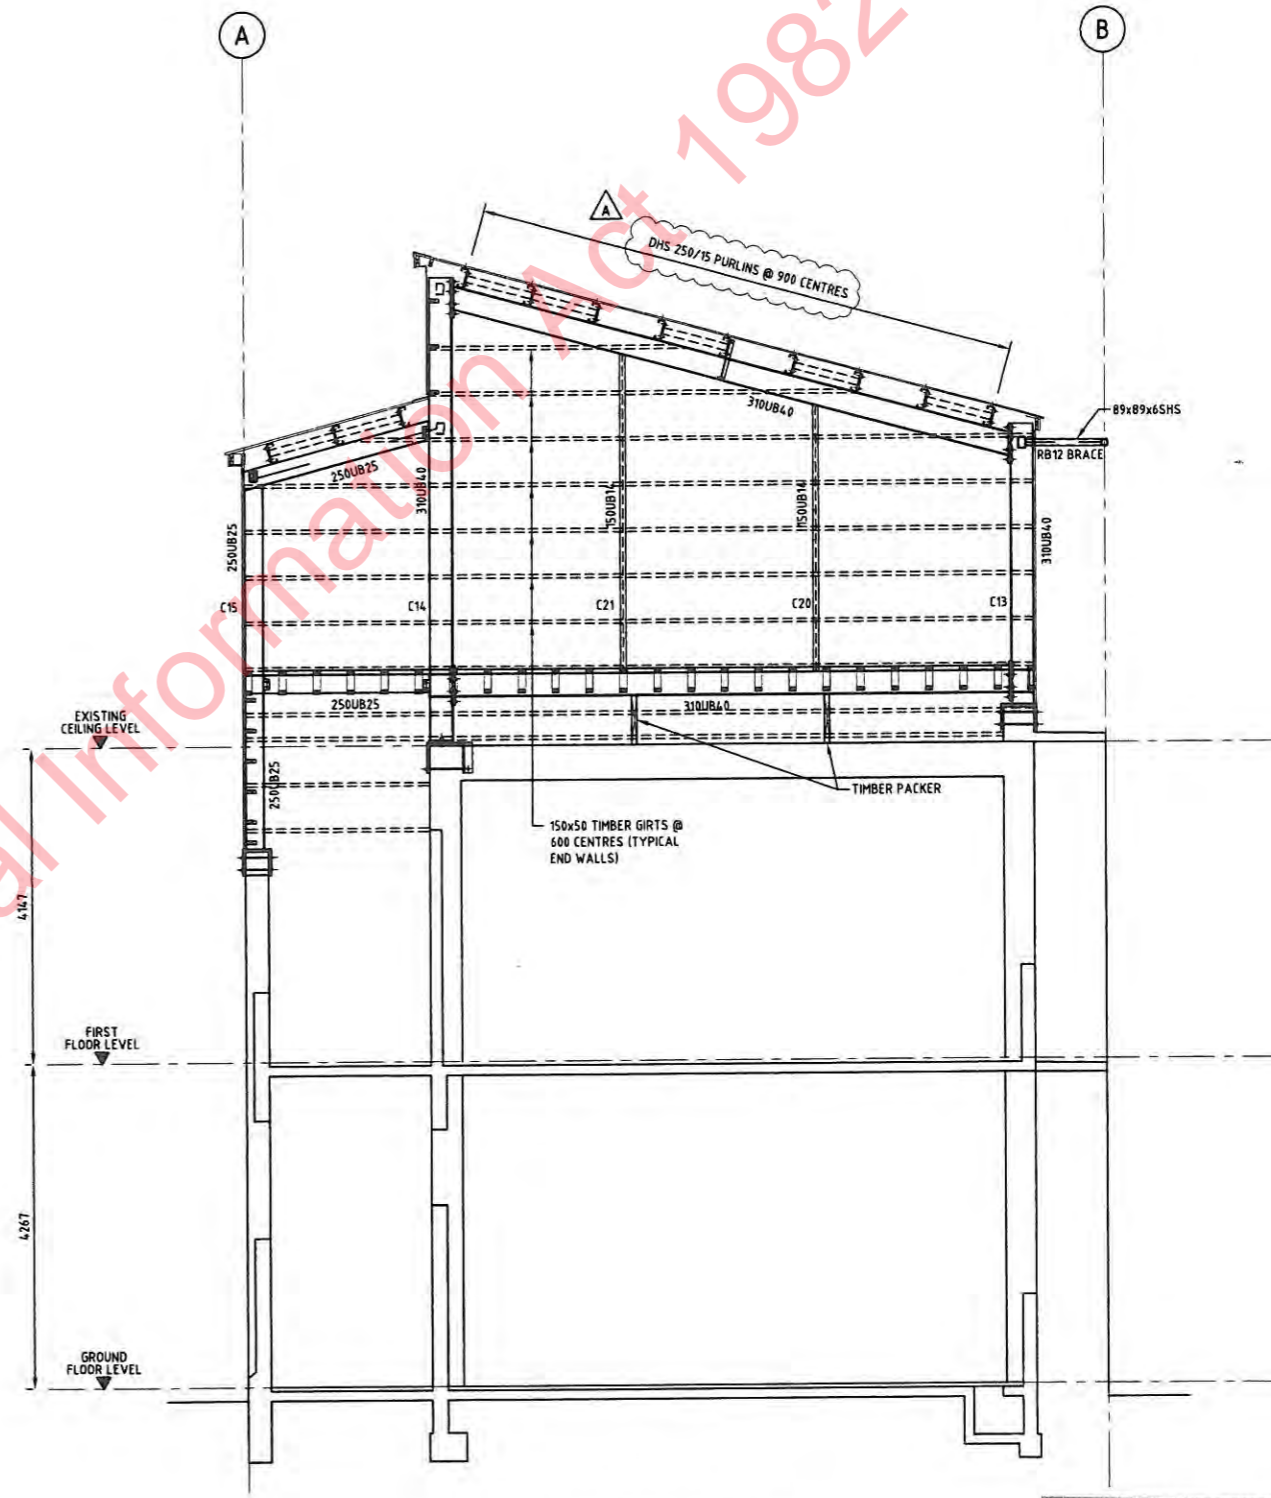 A
B
al Information Act 1982
A
DHS 250/15 PURLINS @ 900 CENTRES
310UB40
89x89x6SHS
RB12 BRACE
250UB25
310UB40
150UB14
150UB14
250UB25
310UB40
C15
C14
C21
C20
C13
250UB25
310UB40
EXISTING
CEILING LEVEL
250UB25
TIMBER PACKER
150x50 TIMBER GIRTS @
600 CENTRES (TYPICAL
END WALLS)
4147
FIRST
FLOOR LEVEL
4267
GROUND
FLOOR LEVEL